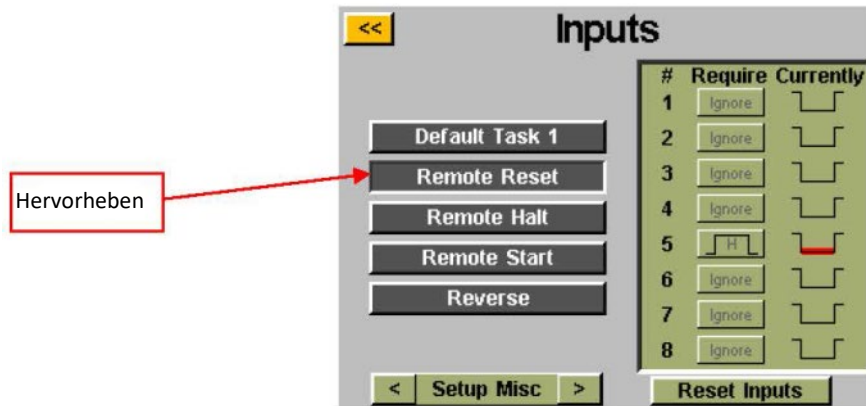 << Inputs
# Require Currently
1 Ignore
2 Ignore
Default Task 1
3 Ignore
Remote Reset
Hervorheben
4 Ignore
Remote Halt
5 H
Remote Start
6 Ignore
Reverse
7 Ignore
8 Ignore
< Setup Misc >
Reset Inputs